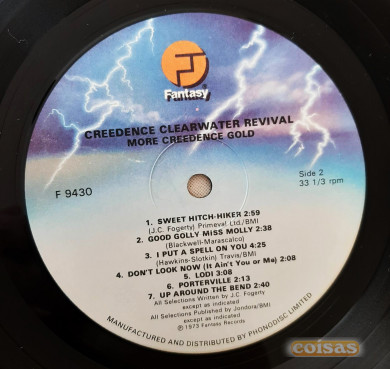 Fantasy
CREEDENCE CLEARWATER REVIVAL
MORE CREEDENCE GOLD
F 9430
Side 2
33 1/3 rpm
1. SWEET HITCH-HIKER 2:59
(J.C. Fogerty) Primeval Ltd./BMI
2. GOOD GOLLY MISS MOLLY 2:38
(Blackwell-Marascalco)
3. I PUT A SPELL ON YOU 4:25
(Hawkins-Slotkin) Travis/BMI
4. DON'T LOOK NOW (It Ain't You or Me) 2:08
5. LODI 3:08
6. PORTERVILLE 2:13
7. UP AROUND THE BEND 2:40
All Selections Written by J.C. Fogerty
except as indicated
All Selections Published by Jondora/BMI
except as indicated
℗ 1973 Fantasy Records
MANUFACTURED AND DISTRIBUTED BY PHONODISC LIMITED
coisas